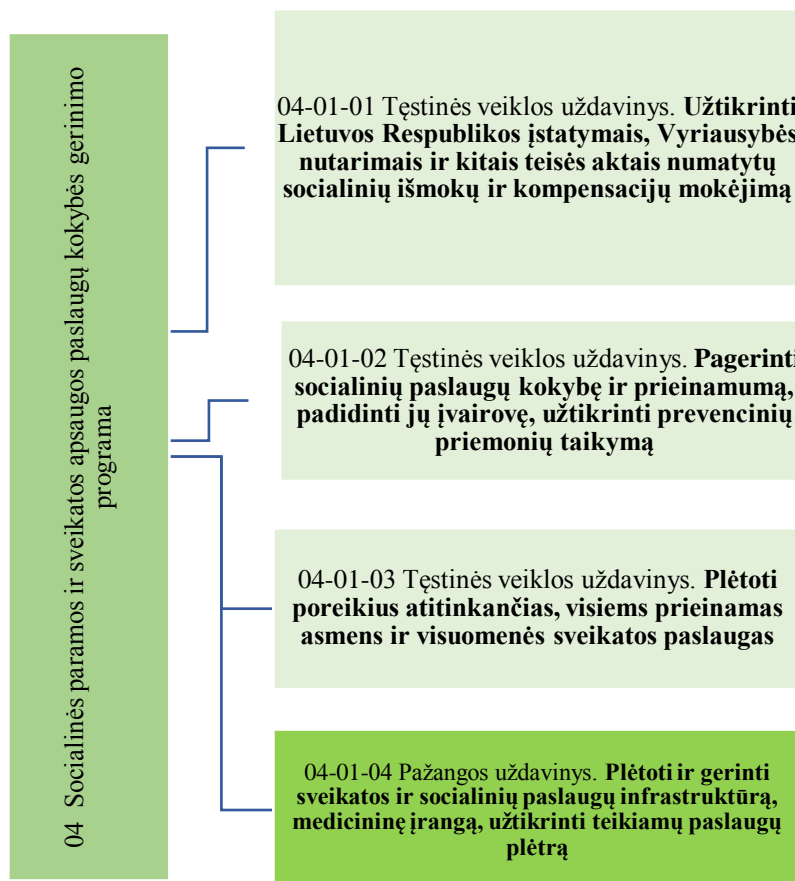 04 Socialinės paramos ir sveikatos apsaugos paslaugų kokybės gerinimo
programa
04-01-01 Tęstinės veiklos uždavinys. Užtikrinti
Lietuvos Respublikos įstatymais, Vyriausybės
nutarimais ir kitais teisės aktais numatytų
socialinių išmokų ir kompensacijų mokėjimą
04-01-02 Tęstinės veiklos uždavinys. Pagerinti
socialinių paslaugų kokybę ir prieinamumą,
padidinti jų įvairovę, užtikrinti prevencinių
priemonių taikymą
04-01-03 Tęstinės veiklos uždavinys. Plėtoti
poreikius atitinkančias, visiems prieinamas
asmens ir visuomenės sveikatos paslaugas
04-01-04 Pažangos uždavinys. Plėtoti ir gerinti
sveikatos ir socialinių paslaugų infrastruktūrą,
medicininę įrangą, užtikrinti teikiamų paslaugų
plėtrą